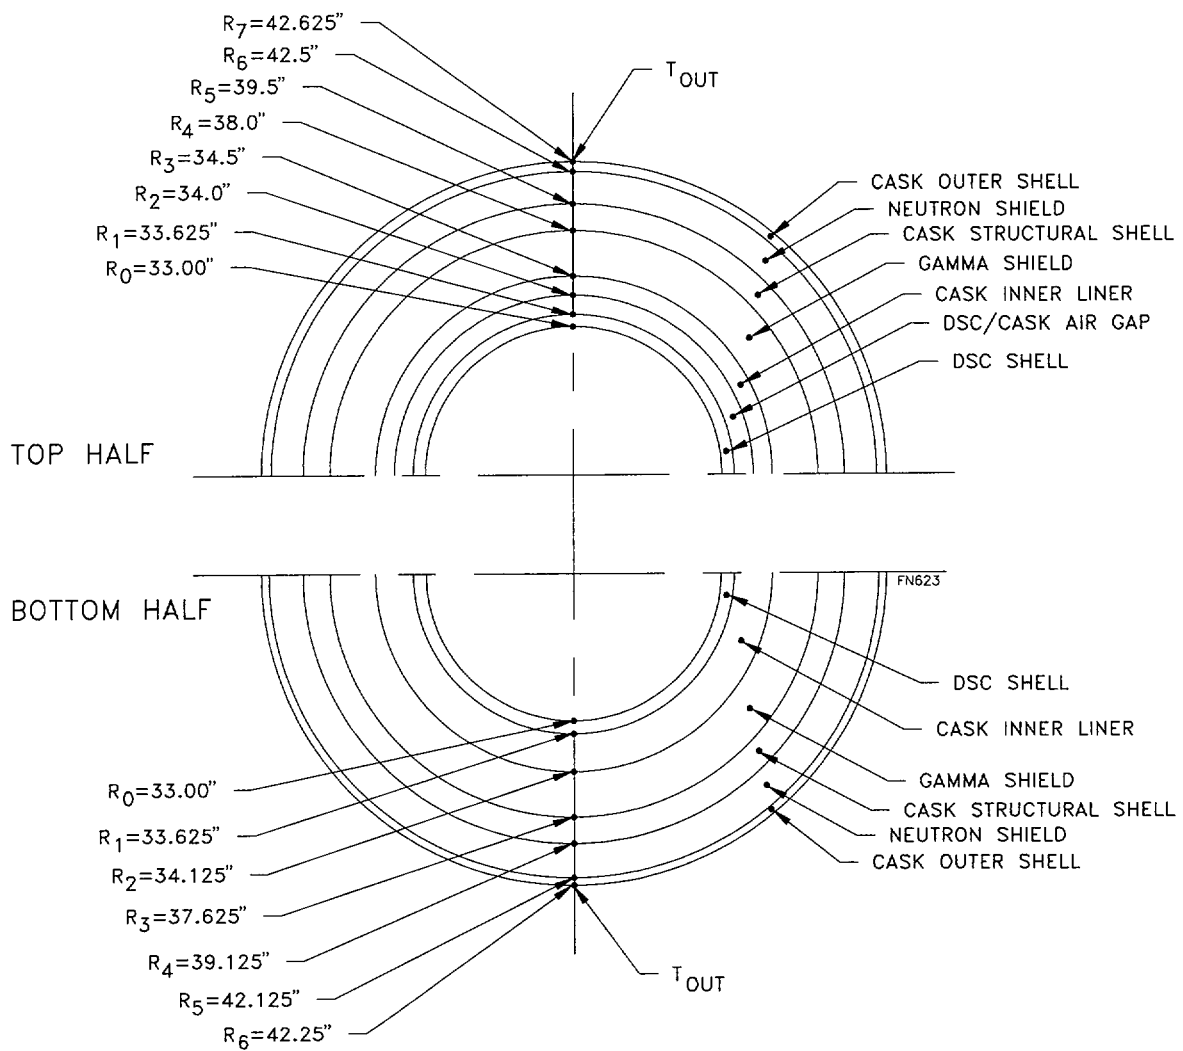 R7=42.625"
R6=42.5"
R5=39.5"
R4=38.0"
R3=34.5"
R2=34.0"
R1=33.625"
R0=33.00"
TOUT
CASK OUTER SHELL
NEUTRON SHIELD
CASK STRUCTURAL SHELL
GAMMA SHIELD
CASK INNER LINER
DSC/CASK AIR GAP
DSC SHELL
TOP HALF
FN623
BOTTOM HALF
DSC SHELL
CASK INNER LINER
GAMMA SHIELD
CASK STRUCTURAL SHELL
NEUTRON SHIELD
CASK OUTER SHELL
R0=33.00"
R1=33.625"
R2=34.125"
R3=37.625"
R4=39.125"
R5=42.125"
R6=42.25"
TOUT